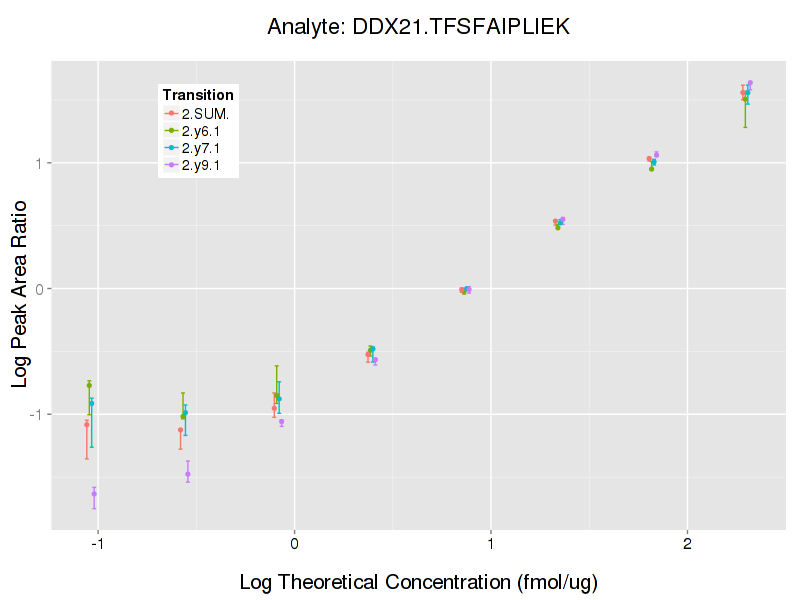 Analyte: DDX21.TFSFAIPLIEK
Transition
2.SUM.
2.y6.1
2.y7.1
2.y9.1
Log Peak Area Ratio
1
0
-1
-1 0 1 2
Log Theoretical Concentration (fmol/ug)